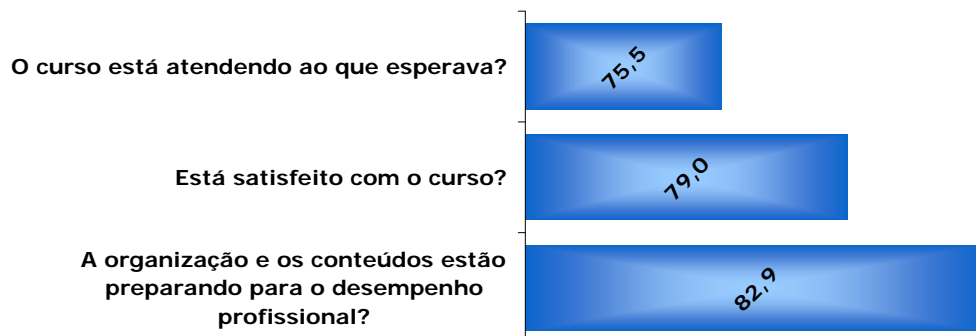 O curso está atendendo ao que esperava?
75,5
Está satisfeito com o curso?
79,0
A organização e os conteúdos estão
preparando para o desempenho
profissional?
82,9